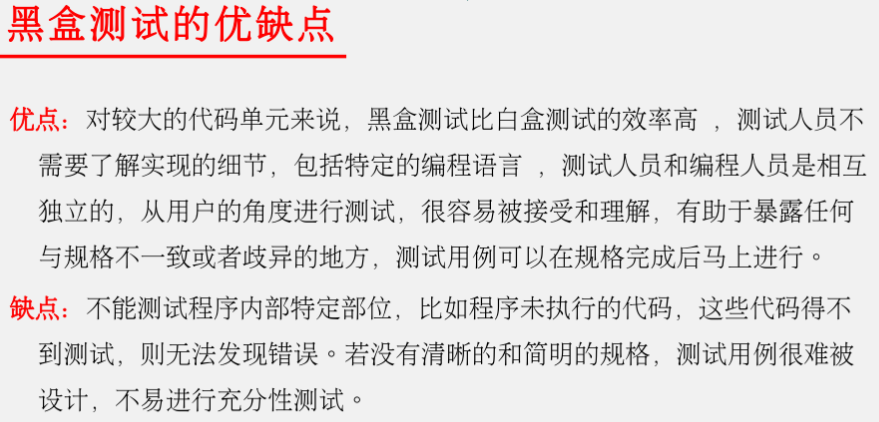 黑盒测试的优缺点
优点：对较大的代码单元来说，黑盒测试比白盒测试的效率高 ，测试人员不
需要了解实现的细节，包括特定的编程语言 ，测试人员和编程人员是相互
独立的，从用户的角度进行测试，很容易被接受和理解，有助于暴露任何
与规格不一致或者歧异的地方，测试用例可以在规格完成后马上进行。
缺点：不能测试程序内部特定部位，比如程序未执行的代码，这些代码得不
到测试，则无法发现错误。若没有清晰的和简明的规格，测试用例很难被
设计，不易进行充分性测试。